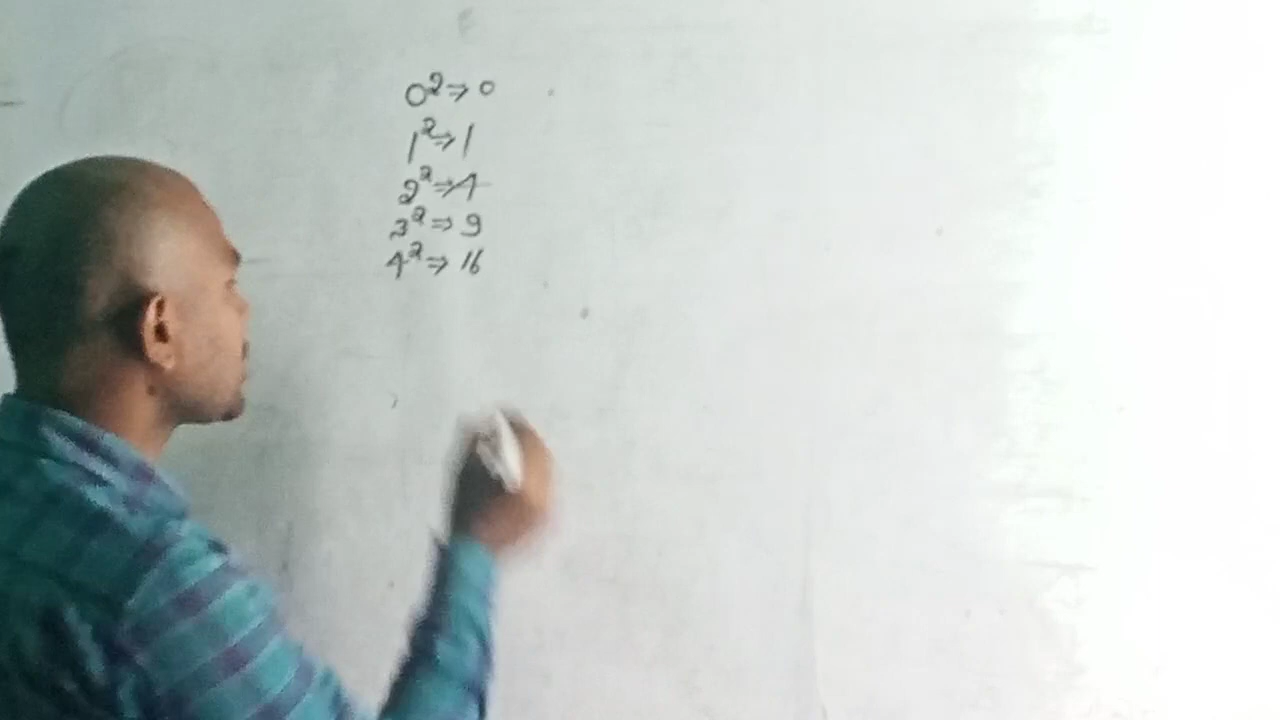 0² ⇒ 0
1² ⇒ 1
2² ⇒ 4
3² ⇒ 9
4² ⇒ 16